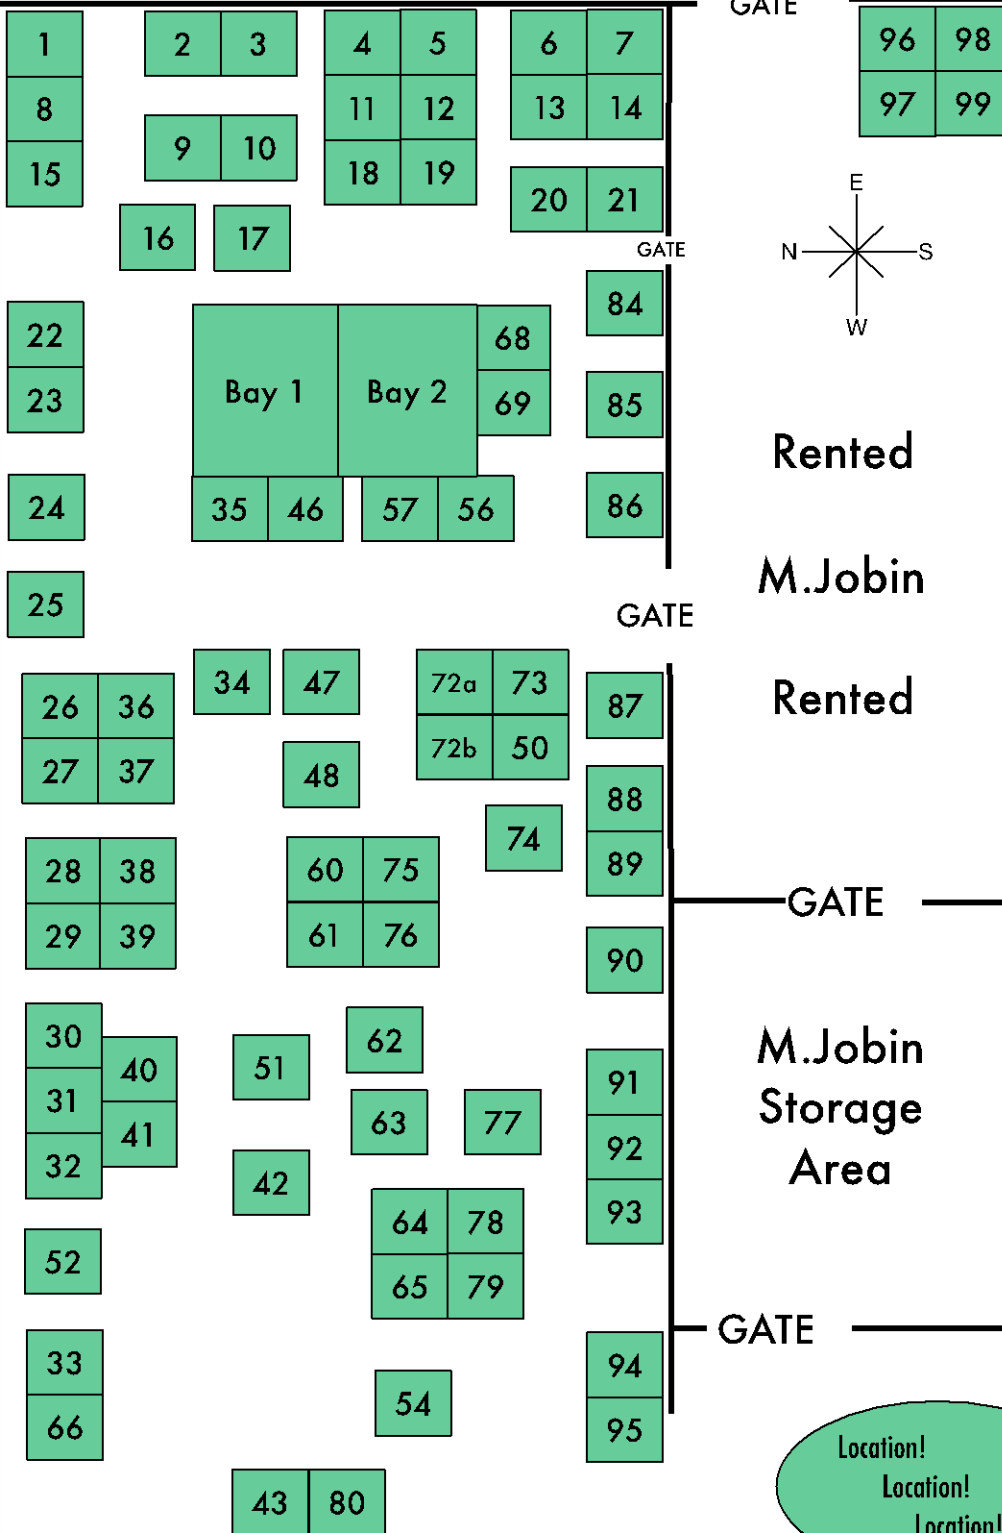 GATE
1 2 3 4 5 6 7 96 98
8 11 12 13 14 97 99
9 10
15 18 19
20 21
E
16 17
GATE N S
84
W
22 68
Bay 1 Bay 2
23 69 85
Rented
24 35 46 57 56 86
M.Jobin
25
GATE
34 47 72a 73
Rented
26 36 87
72b 50
27 37 48
88
74
28 38 60 75 89
GATE
29 39 61 76
90
30 62
M.Jobin
40 51
91
31
Storage
63 77
41
92
32
Area
42
93
64 78
52
65 79
GATE
33 94
54
66 95
Location!
Location!
43 80
Location!